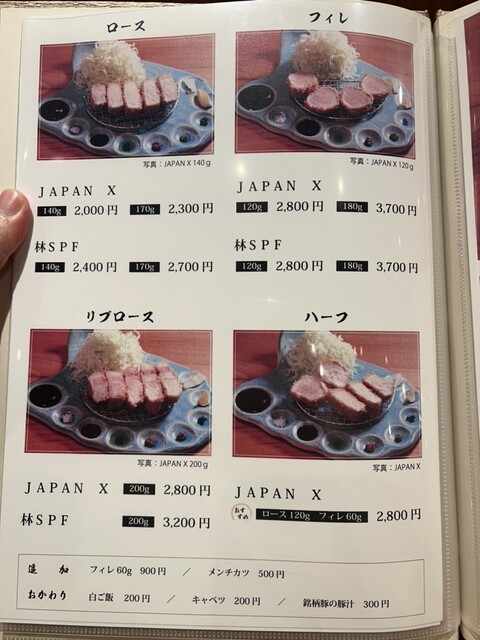 ロース
フィレ
写真：JAPAN X 140g
写真：JAPAN X 120g
JAPAN X
140g 2,000円 170g 2,300円
林SPF
140g 2,400円 170g 2,700円
JAPAN X
120g 2,800円 180g 3,700円
林SPF
120g 2,800円 180g 3,700円
リブロース
ハーフ
写真：JAPAN X 200g
写真：JAPAN X
JAPAN X 200g 2,800円
林SPF 200g 3,200円
JAPAN X
おすすめ ロース120g フィレ60g 2,800円
追加 フィレ60g 900円 ／ メンチカツ 500円
おかわり 白ご飯 200円 ／ キャベツ 200円 ／ 銘柄豚の豚汁 300円